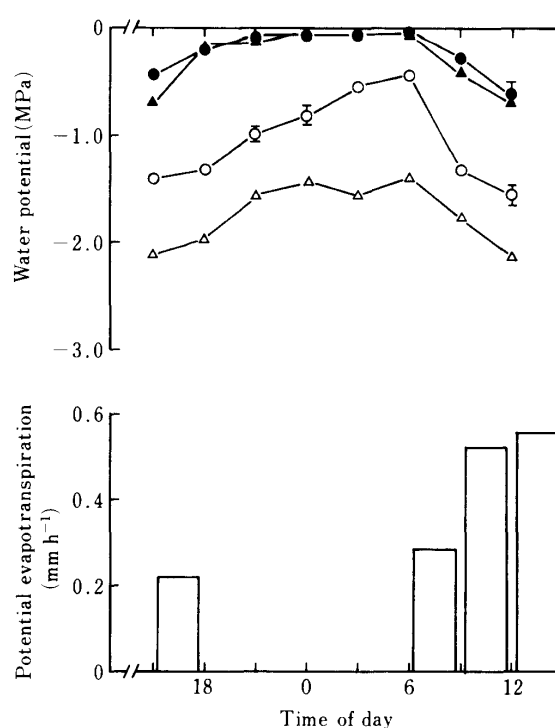 0
−1.0
−2.0
−3.0
Water potential (MPa)
0.6
0.4
0.2
0
Potential evapotranspiration
(mm h⁻¹)
18 0 6 12
Time of day